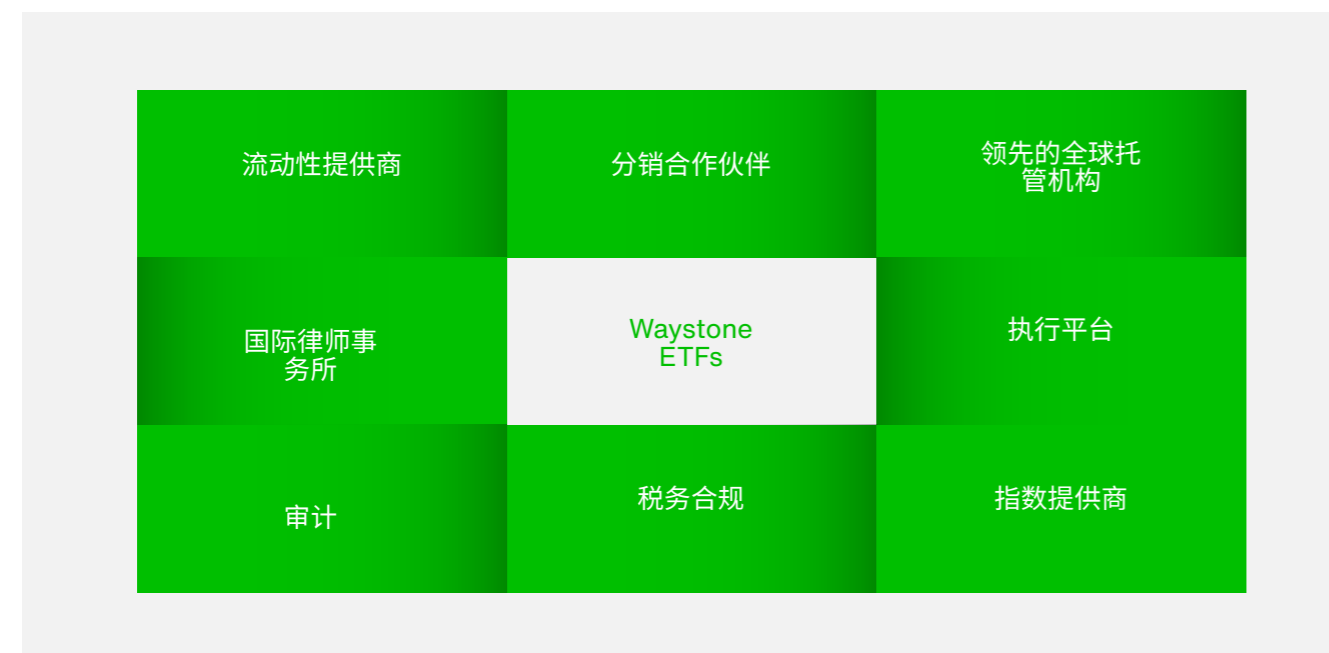 流动性提供商
分销合作伙伴
领先的全球托
管机构
国际律师事
务所
Waystone
ETFs
执行平台
审计
税务合规
指数提供商